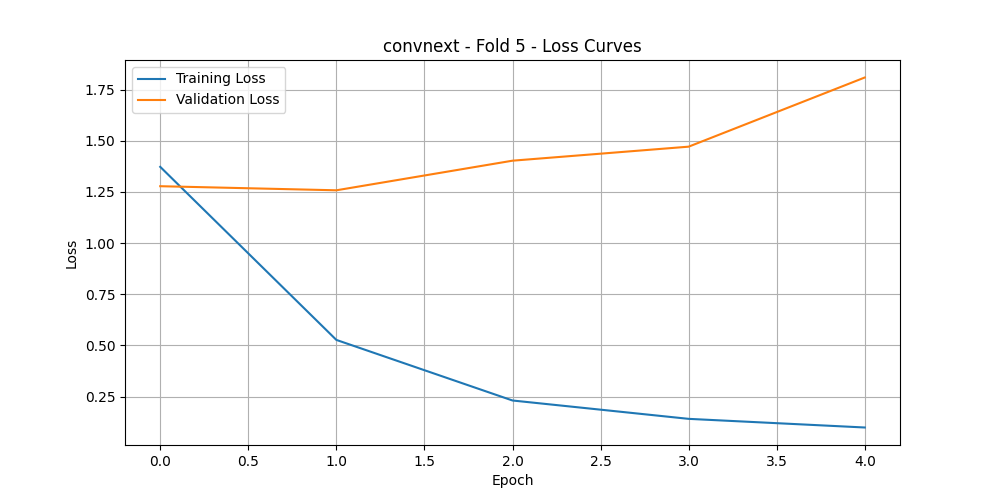 convnext - Fold 5 - Loss Curves
Training Loss
Validation Loss
1.75
1.50
1.25
1.00
0.75
0.50
0.25
Loss
0.0 0.5 1.0 1.5 2.0 2.5 3.0 3.5 4.0
Epoch